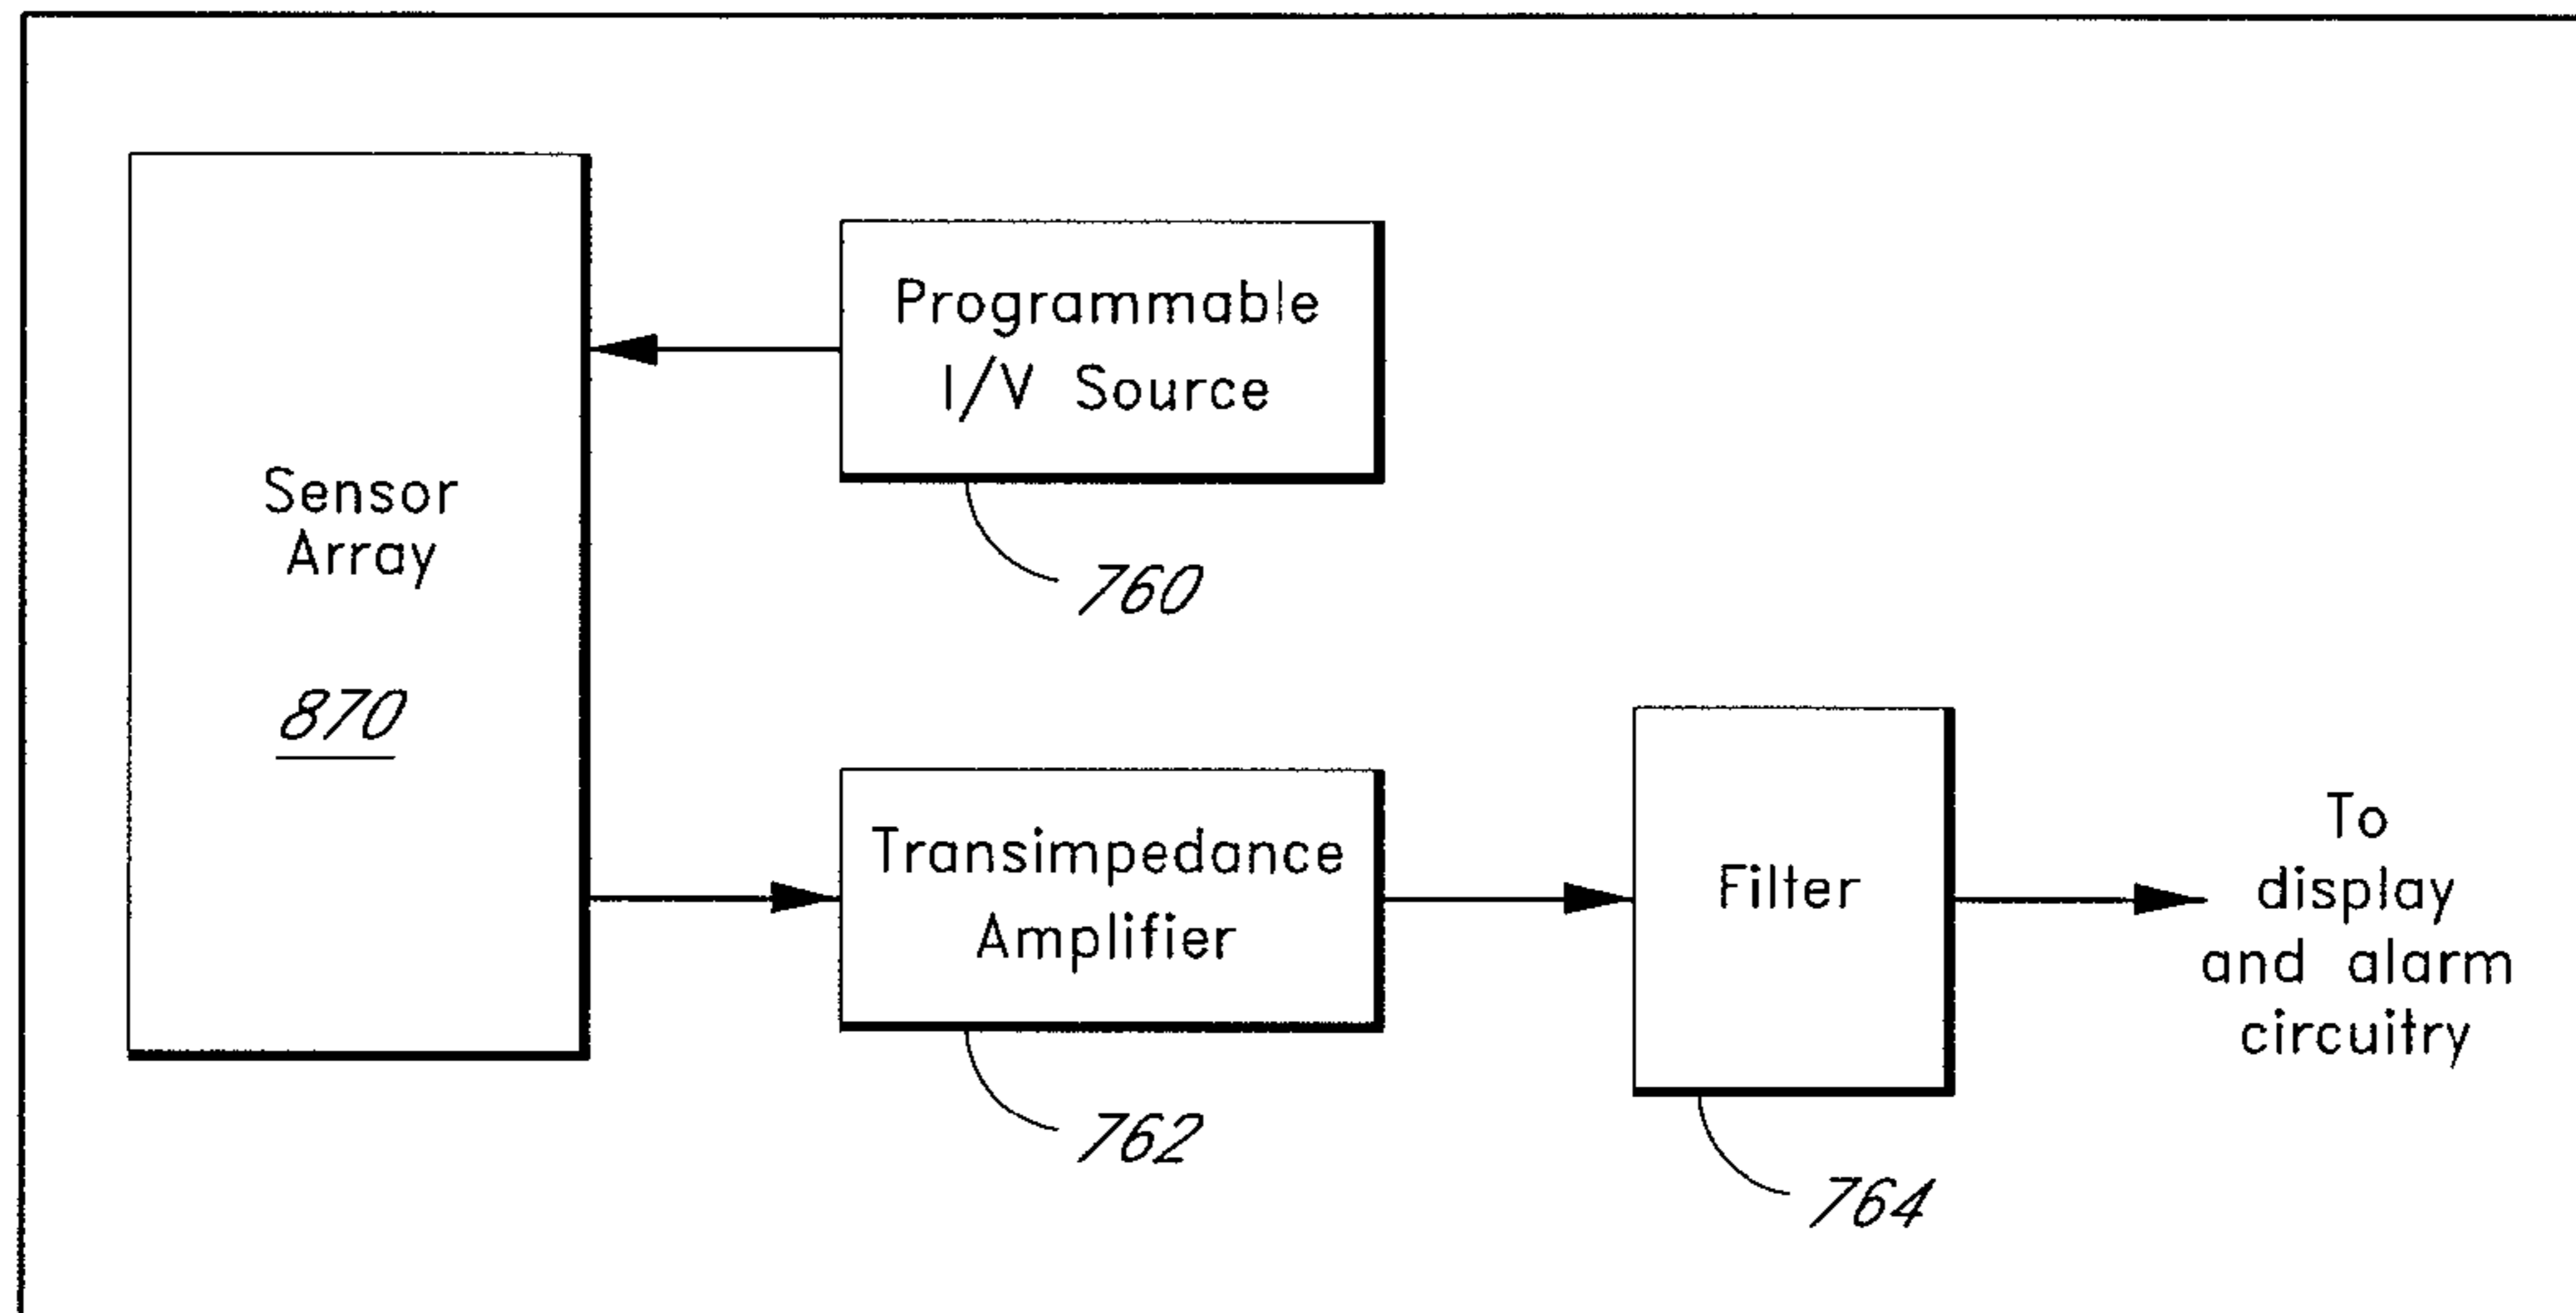 Programmable
I/V Source
Sensor
Array
760
870
Transimpedance
Amplifier
Filter
To
display
and alarm
circuitry
762
764